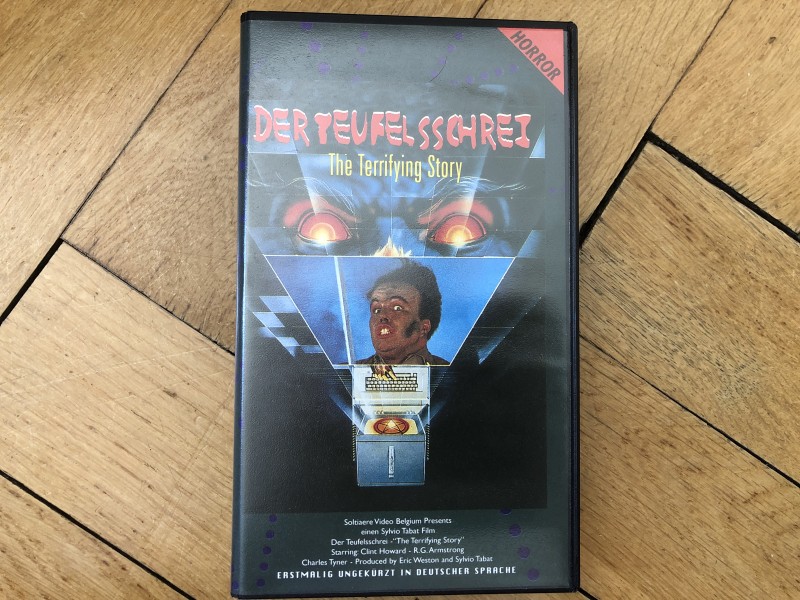 HORROR
DER TEUFELSSCHREI
The Terrifying Story
Soltiaere Video Belgium Presents
einen Sylvio Tabat Film
Der Teufelsschrei -"The Terrifying Story"
Starring: Clint Howard - R.G. Armstrong
Charles Tyner - Produced by Eric Weston and Sylvio Tabat
ERSTMALIG UNGEKÜRZT IN DEUTSCHER SPRACHE